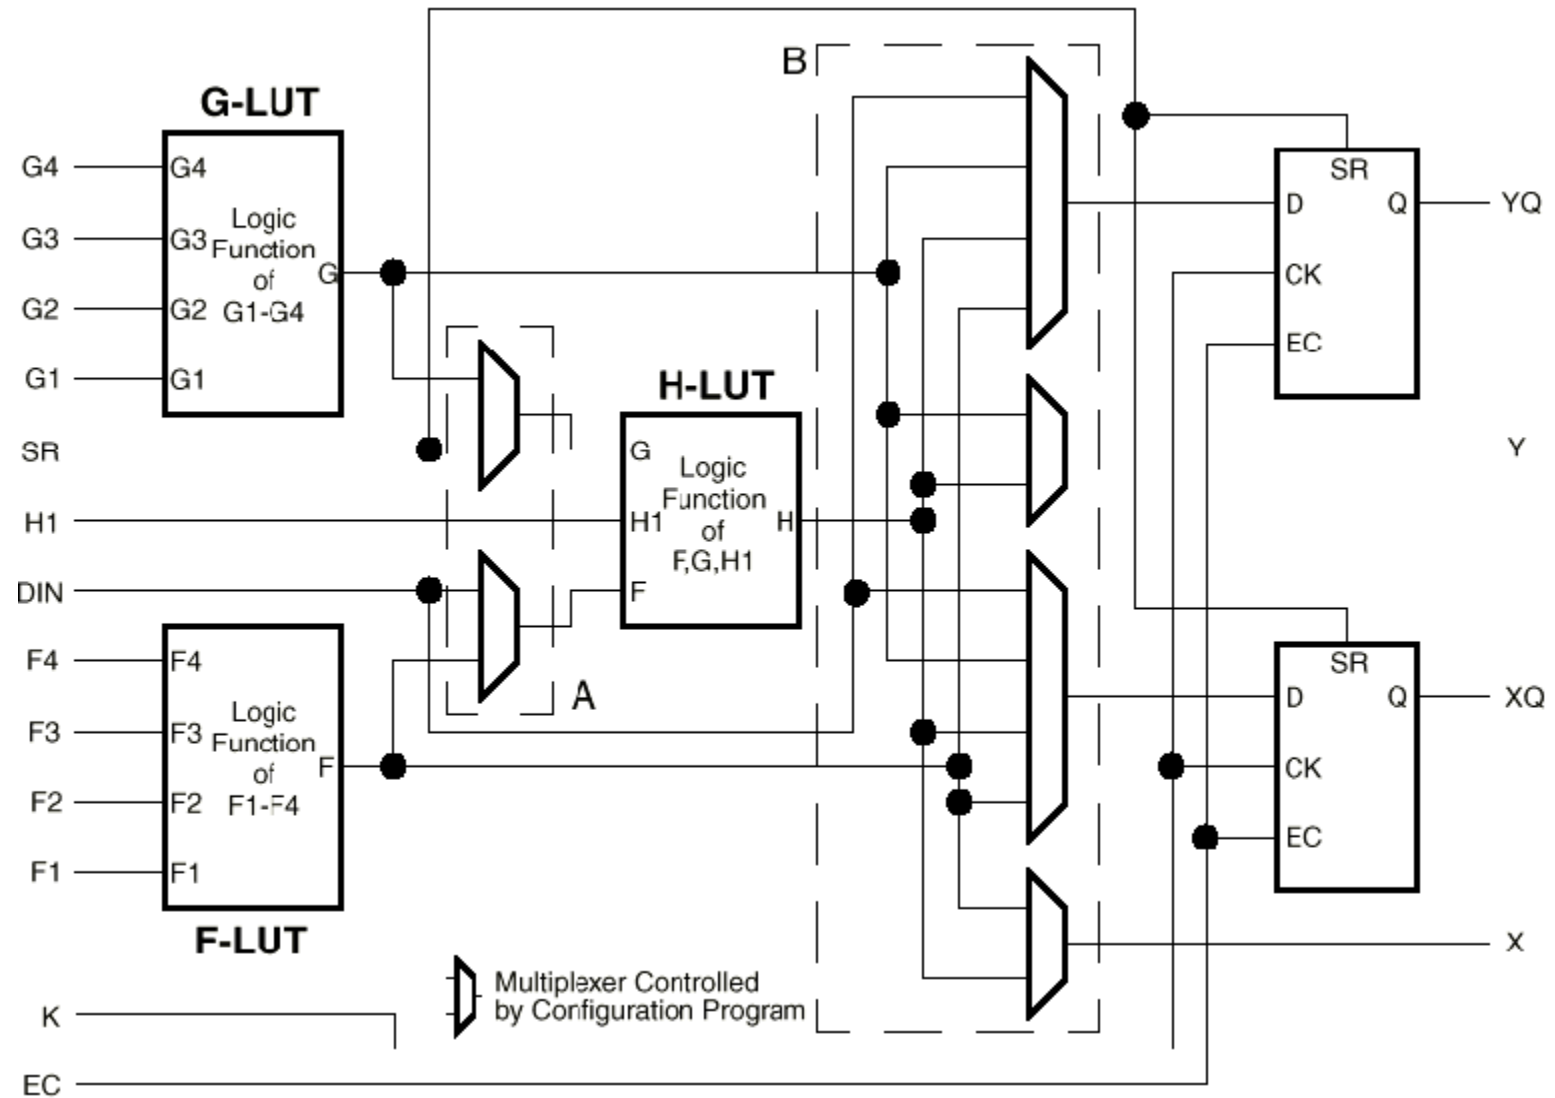 B
G-LUT
G4
G3
G2
G1
G4
G3
G2
G1
Logic
Function
of
G1-G4
G
SR
H1
DIN
H-LUT
G
H1
F
Logic
Function
of
F,G,H1
H
A
F4
F3
F2
F1
F4
F3
F2
F1
Logic
Function
of
F1-F4
F
F-LUT
SR
D
CK
EC
Q
YQ
Y
SR
D
CK
EC
Q
XQ
X
Multiplexer Controlled
by Configuration Program
K
EC